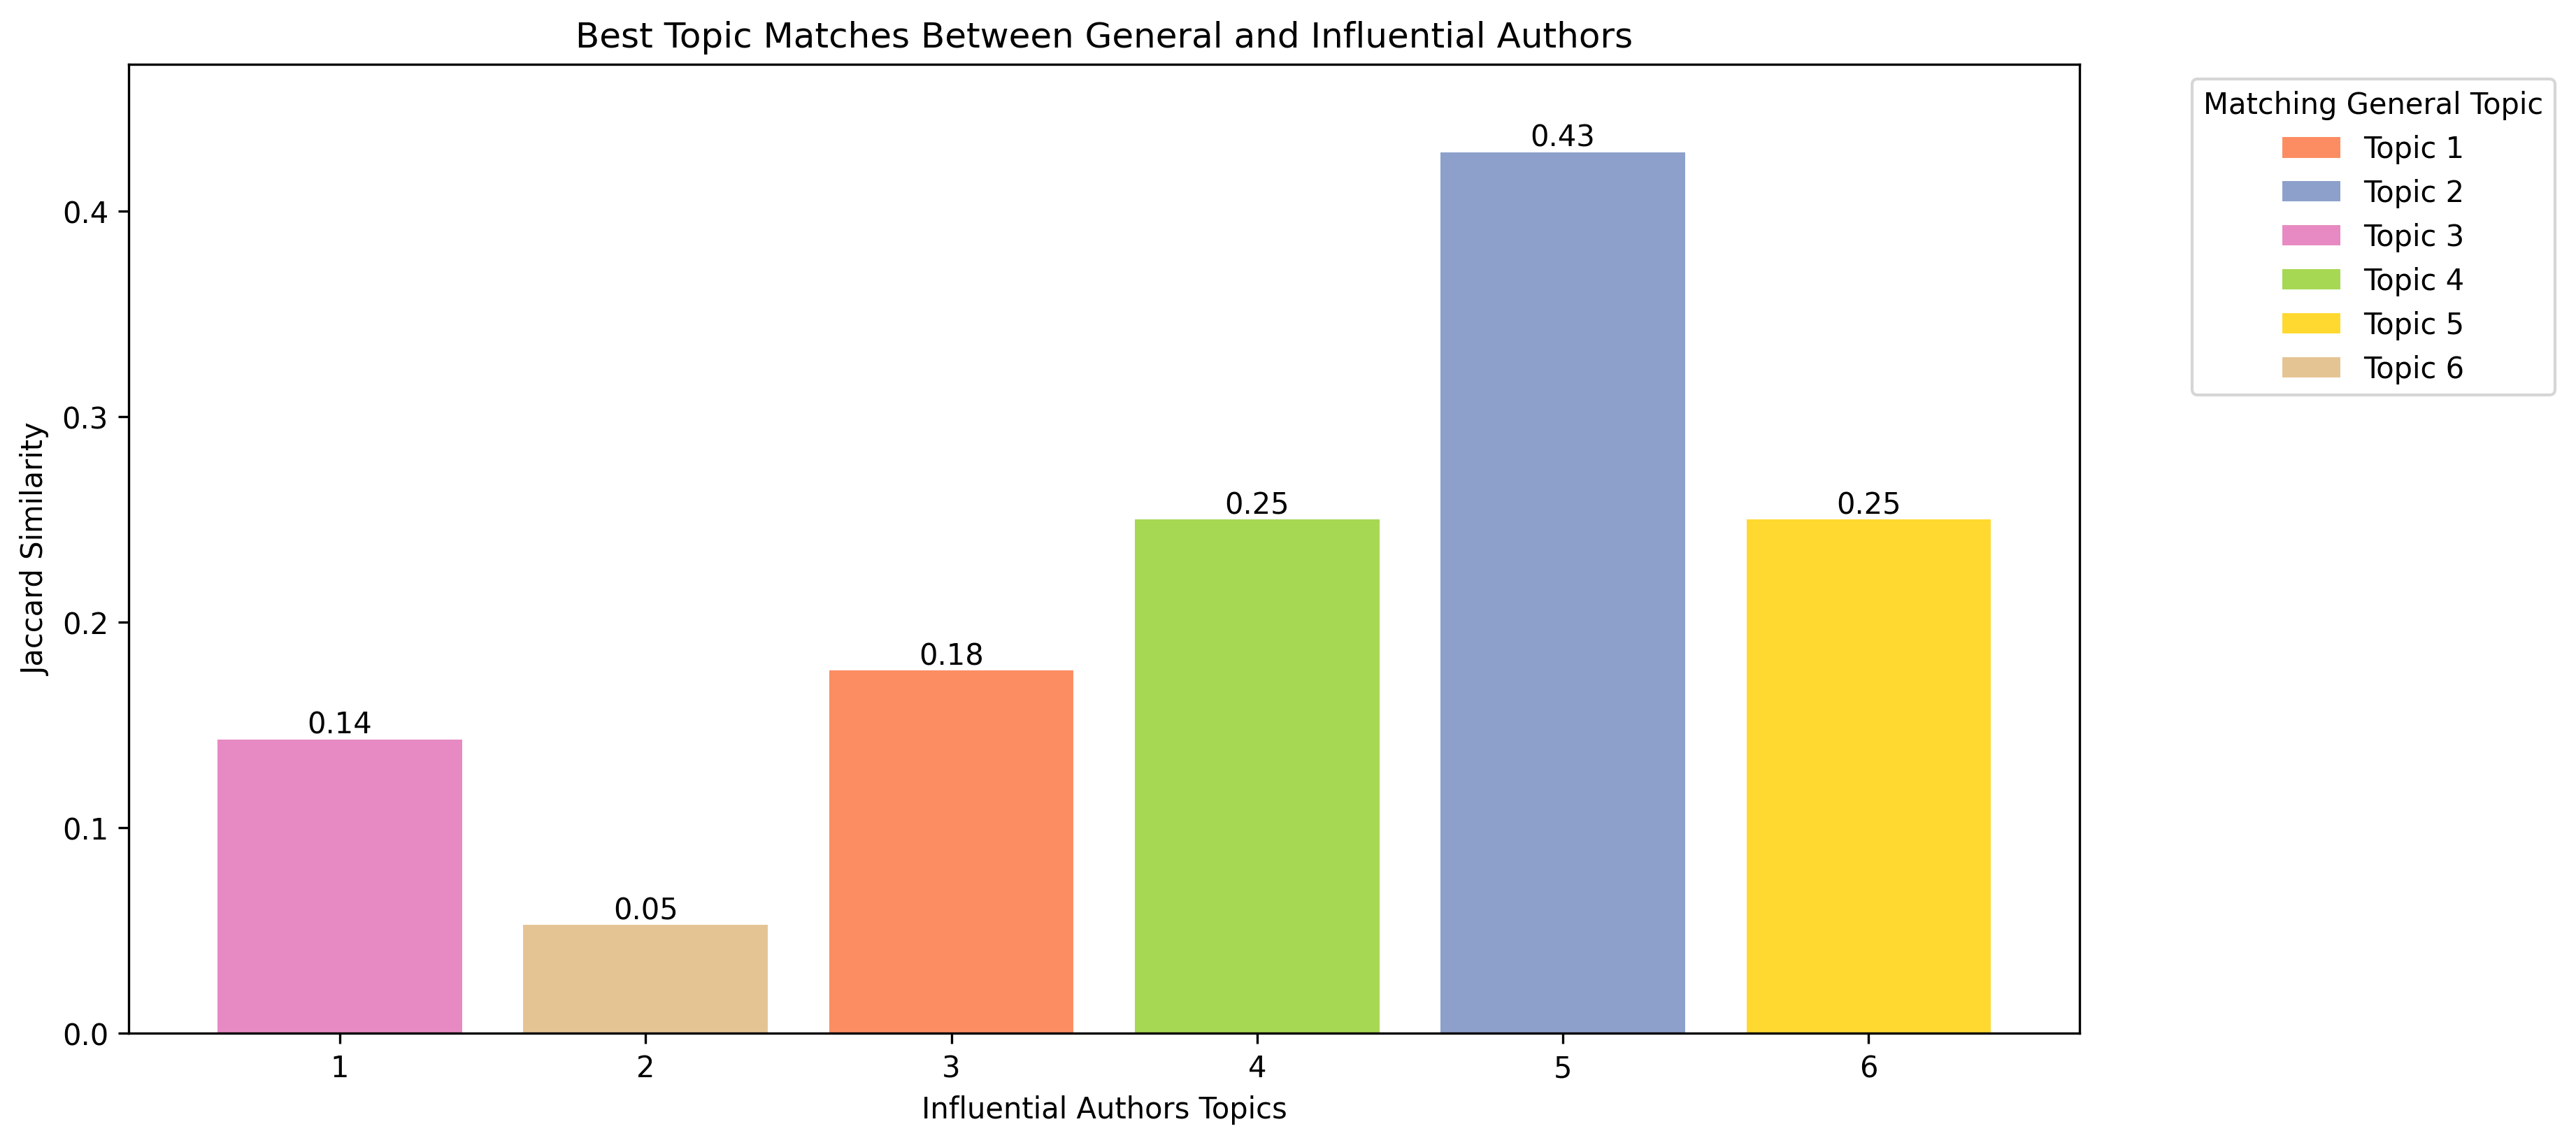 Best Topic Matches Between General and Influential Authors
Jaccard Similarity
0.4
0.3
0.2
0.1
0.0
0.14
0.05
0.18
0.25
0.43
0.25
1
2
3
4
5
6
Influential Authors Topics
Matching General Topic
Topic 1
Topic 2
Topic 3
Topic 4
Topic 5
Topic 6